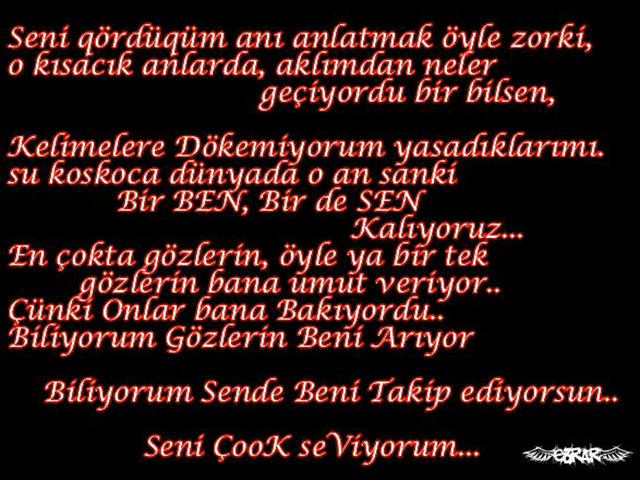 Seni qördüqüm anı anlatmak öyle zorki,
o kısacık anlarda, aklımdan neler
geçiyordu bir bilsen,
Kelimelere Dökemiyorum yasadıklarımı.
su koskoca dünyada o an sanki
Bir BEN, Bir de SEN
Kalıyoruz...
En çokta gözlerin, öyle ya bir tek
gözlerin bana umut veriyor..
Çünki Onlar bana Bakıyordu..
Biliyorum Gözlerin Beni Arıyor
Biliyorum Sende Beni Takip ediyorsun..
Seni ÇooK seViyorum...